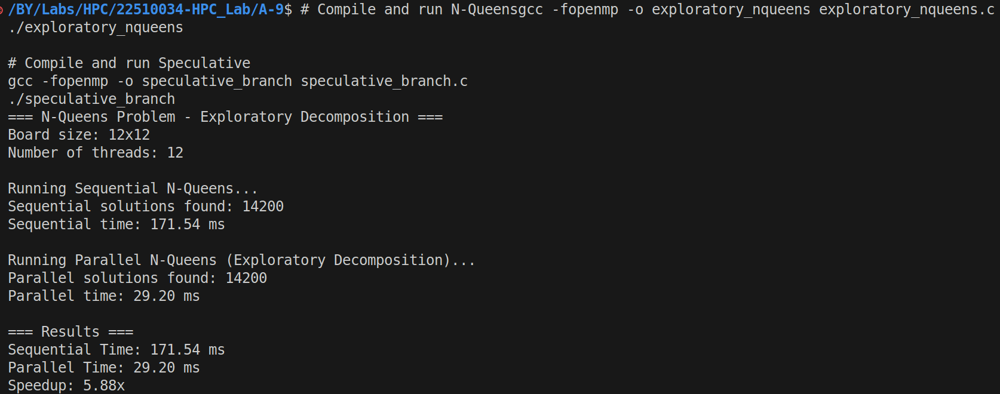 /BY/Labs/HPC/22510034-HPC_Lab/A-9$ # Compile and run N-Queensgcc -fopenmp -o exploratory_nqueens exploratory_nqueens.c
./exploratory_nqueens
# Compile and run Speculative
gcc -fopenmp -o speculative_branch speculative_branch.c
./speculative_branch
=== N-Queens Problem - Exploratory Decomposition ===
Board size: 12x12
Number of threads: 12
Running Sequential N-Queens...
Sequential solutions found: 14200
Sequential time: 171.54 ms
Running Parallel N-Queens (Exploratory Decomposition)...
Parallel solutions found: 14200
Parallel time: 29.20 ms
=== Results ===
Sequential Time: 171.54 ms
Parallel Time: 29.20 ms
Speedup: 5.88x